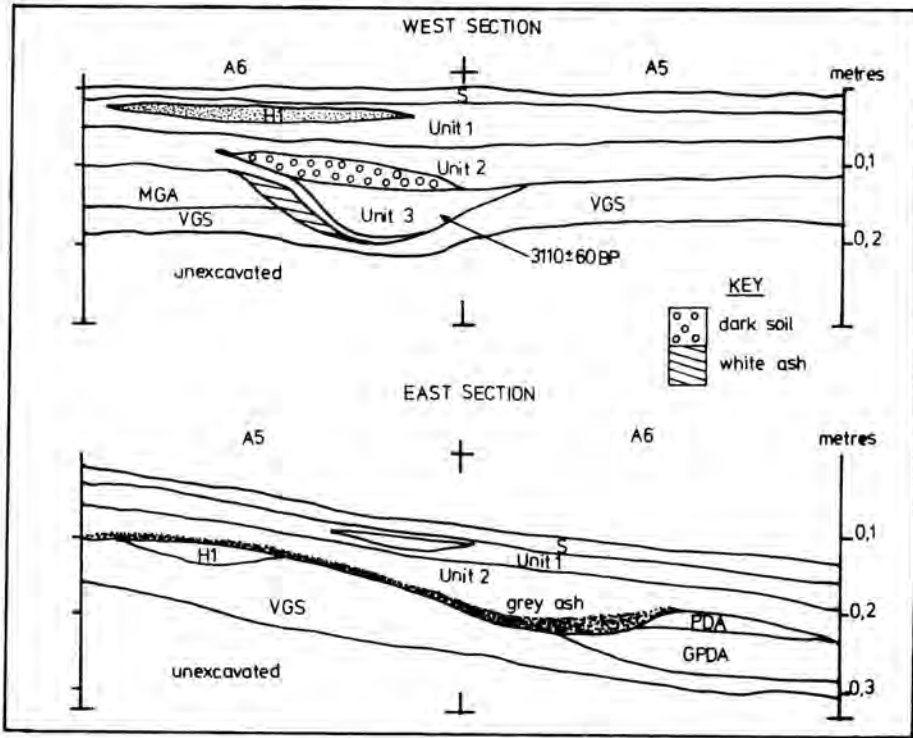 WEST SECTION
A6
A5
metres
S
H1
Unit 1
0,1
Unit 2
MGA
VGS
Unit 3
VGS
0,2
3110±60 BP
unexcavated
KEY
dark soil
white ash
EAST SECTION
A5
A6
metres
0,1
S
Unit 1
H1
Unit 2
grey ash
0,2
VGS
PDA
GPDA
unexcavated
0,3